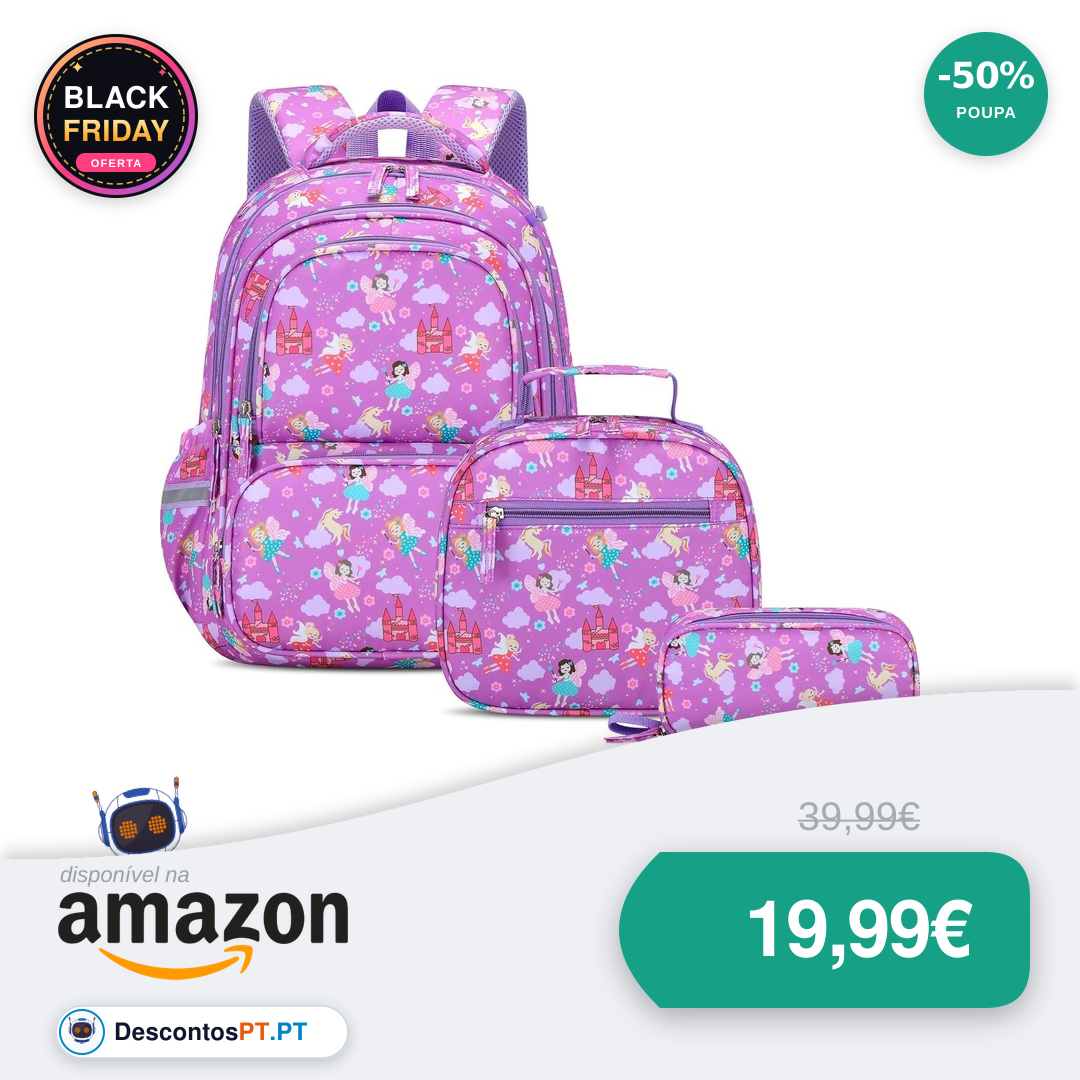 BLACK
FRIDAY
OFERTA
-50%
POUPA
39,99€
19,99€
disponível na
amazon
DescontosPT.PT